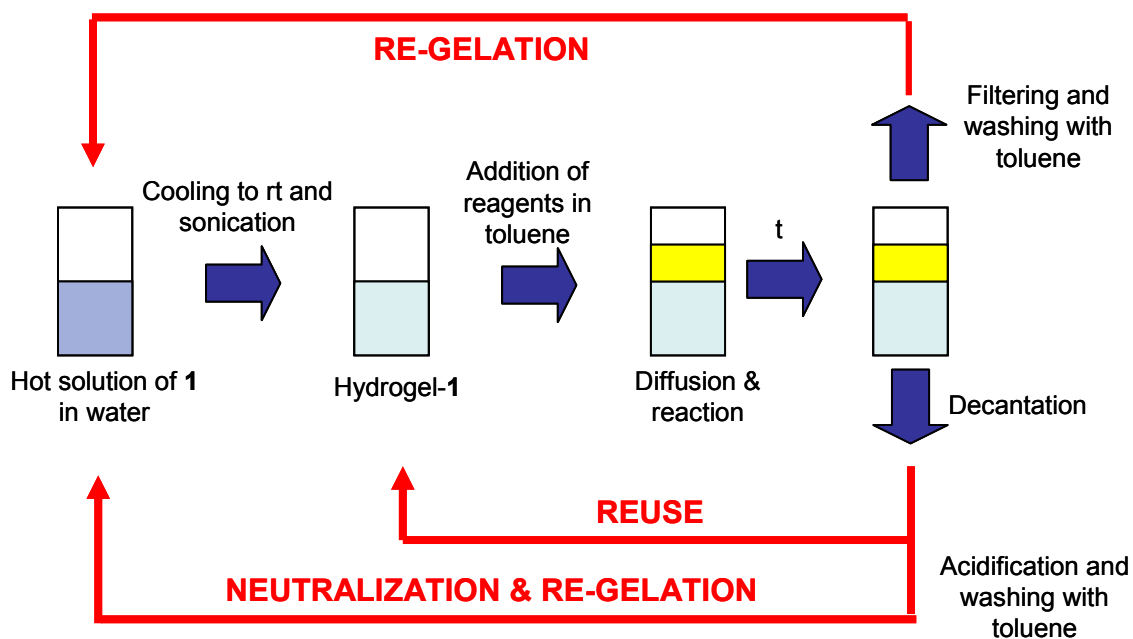 RE-GELATION
Filtering and
washing with
toluene
Cooling to rt and
sonication
Addition of
reagents in
toluene
t
Hot solution of 1
in water
Hydrogel-1
Diffusion &
reaction
Decantation
REUSE
NEUTRALIZATION & RE-GELATION
Acidification and
washing with
toluene